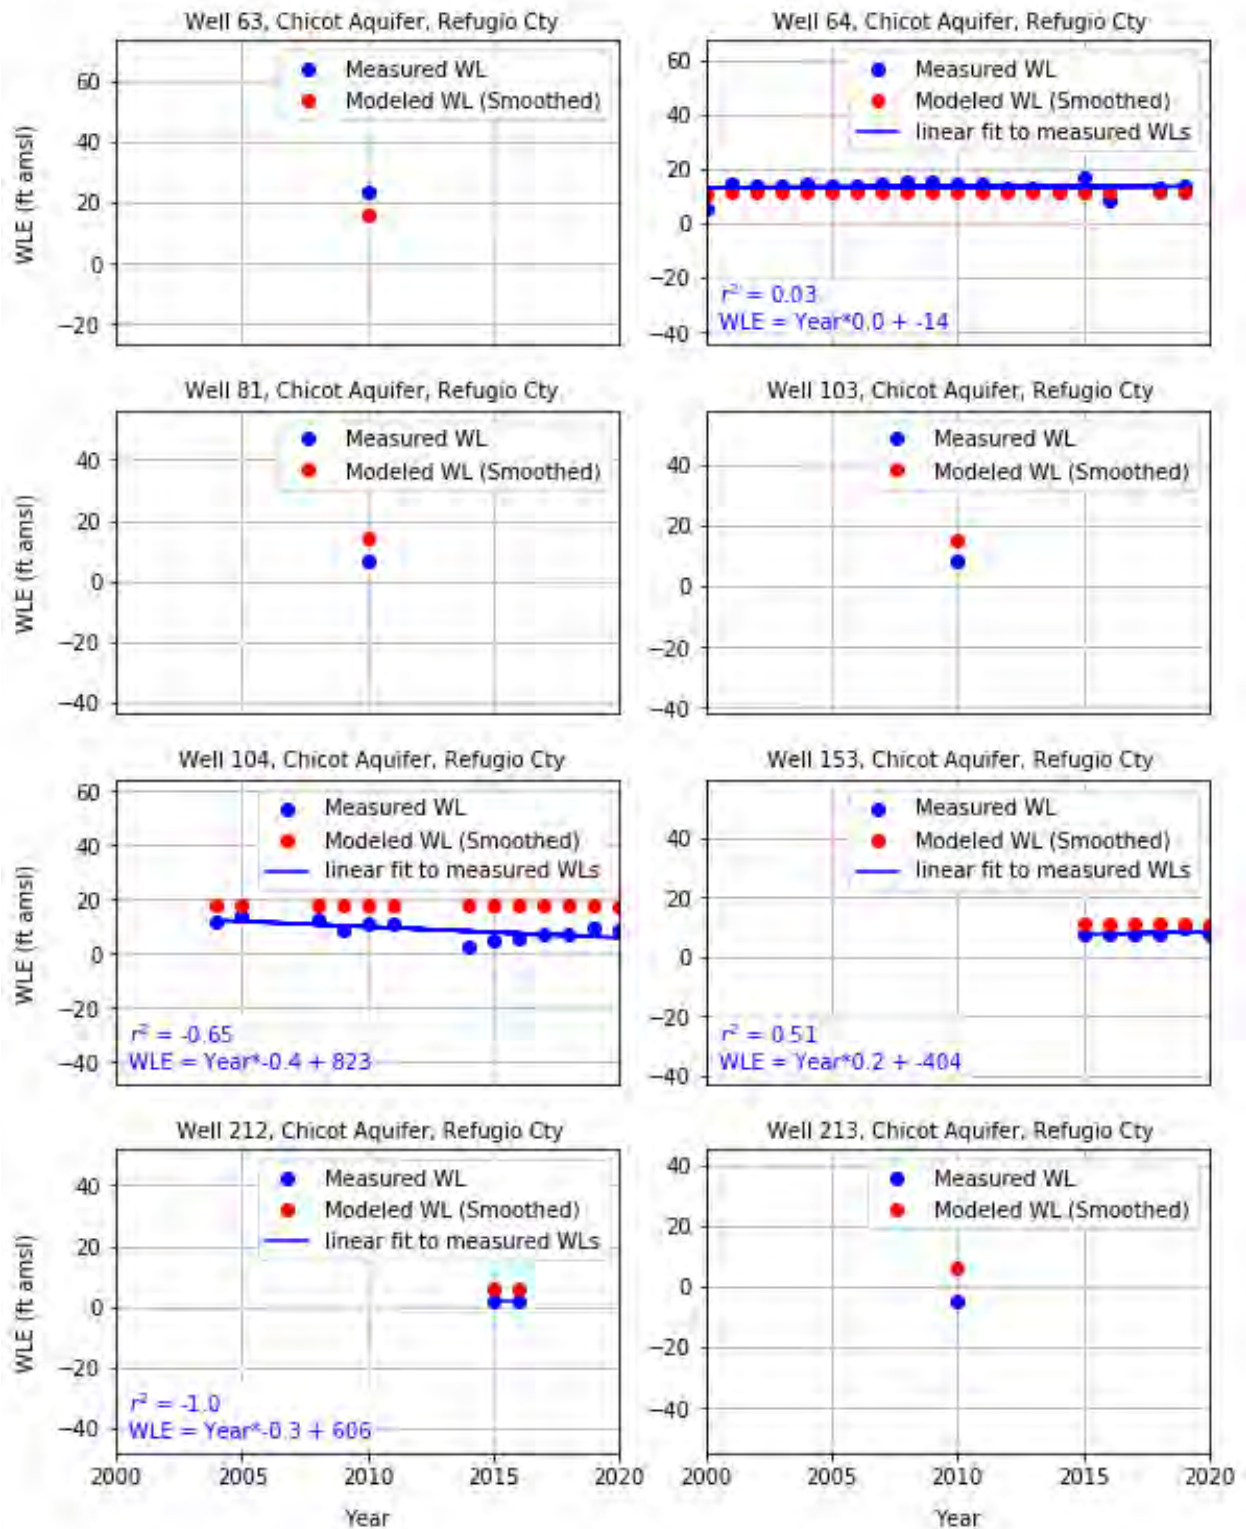 Well 63, Chicot Aquifer, Refugio Cty
Measured WL
Modeled WL (Smoothed)
60
40
20
0
−20
WLE (ft amsl)
Well 64, Chicot Aquifer, Refugio Cty
Measured WL
Modeled WL (Smoothed)
linear fit to measured WLs
60
40
20
0
−20
−40
r² = 0.03
WLE = Year*0.0 + -14
Well 81, Chicot Aquifer, Refugio Cty
Measured WL
Modeled WL (Smoothed)
40
20
0
−20
−40
WLE (ft amsl)
Well 103, Chicot Aquifer, Refugio Cty
Measured WL
Modeled WL (Smoothed)
40
20
0
−20
−40
Well 104, Chicot Aquifer, Refugio Cty
Measured WL
Modeled WL (Smoothed)
linear fit to measured WLs
60
40
20
0
−20
−40
WLE (ft amsl)
r² = -0.65
WLE = Year*-0.4 + 823
Well 153, Chicot Aquifer, Refugio Cty
Measured WL
Modeled WL (Smoothed)
linear fit to measured WLs
40
20
0
−20
−40
r² = 0.51
WLE = Year*0.2 + -404
Well 212, Chicot Aquifer, Refugio Cty
Measured WL
Modeled WL (Smoothed)
linear fit to measured WLs
40
20
0
−20
−40
WLE (ft amsl)
r² = -1.0
WLE = Year*-0.3 + 606
2000 2005 2010 2015 2020
Year
Well 213, Chicot Aquifer, Refugio Cty
Measured WL
Modeled WL (Smoothed)
40
20
0
−20
−40
2000 2005 2010 2015 2020
Year